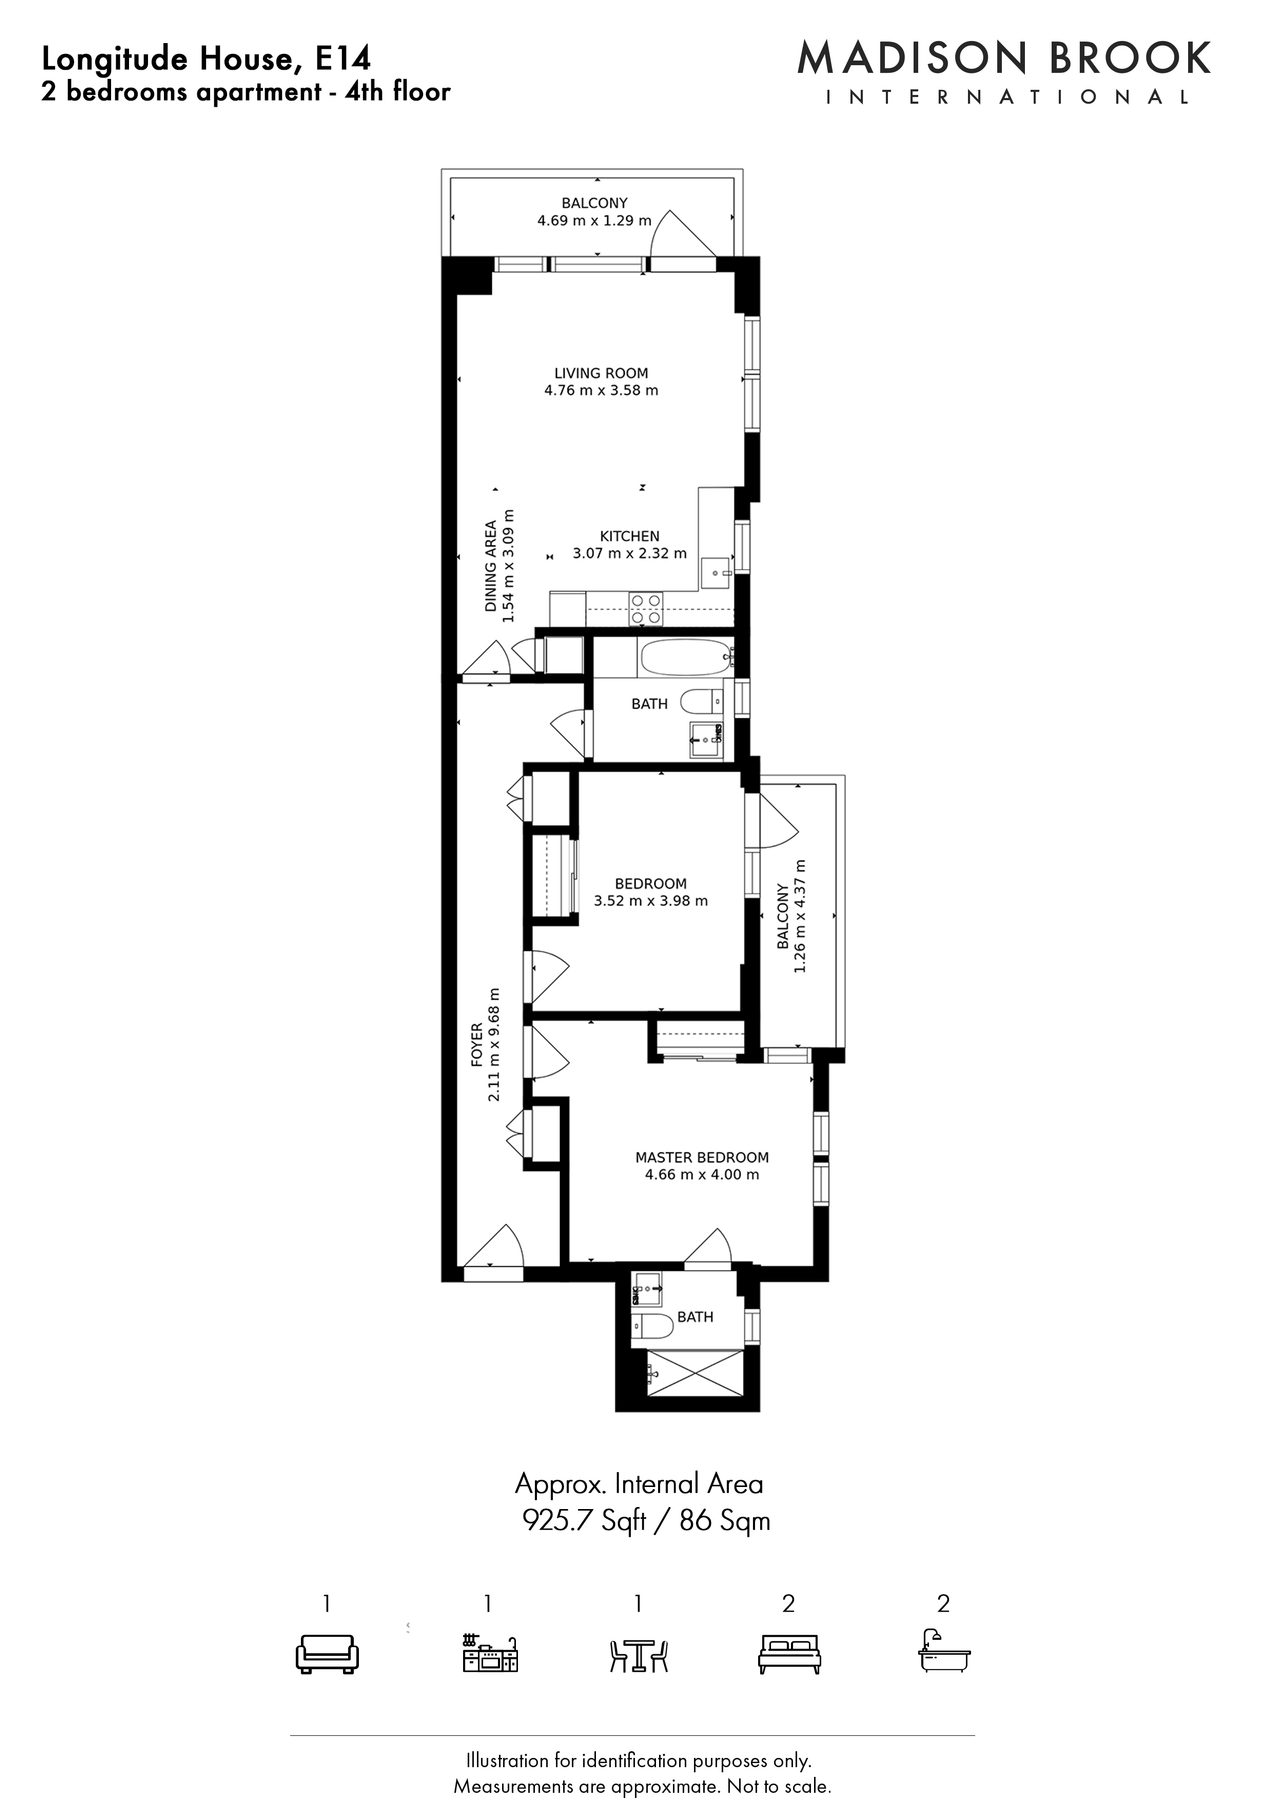 Longitude House, E14
2 bedrooms apartment - 4th floor
MADISON BROOK
INTERNATIONAL
BALCONY
4.69 m x 1.29 m
LIVING ROOM
4.76 m x 3.58 m
DINING AREA
1.54 m x 3.09 m
KITCHEN
3.07 m x 2.32 m
BATH
BEDROOM
3.52 m x 3.98 m
BALCONY
1.26 m x 4.37 m
FOYER
2.11 m x 9.68 m
MASTER BEDROOM
4.66 m x 4.00 m
BATH
Approx. Internal Area
925.7 Sqft / 86 Sqm
1 1 1 2 2
Illustration for identification purposes only.
Measurements are approximate. Not to scale.